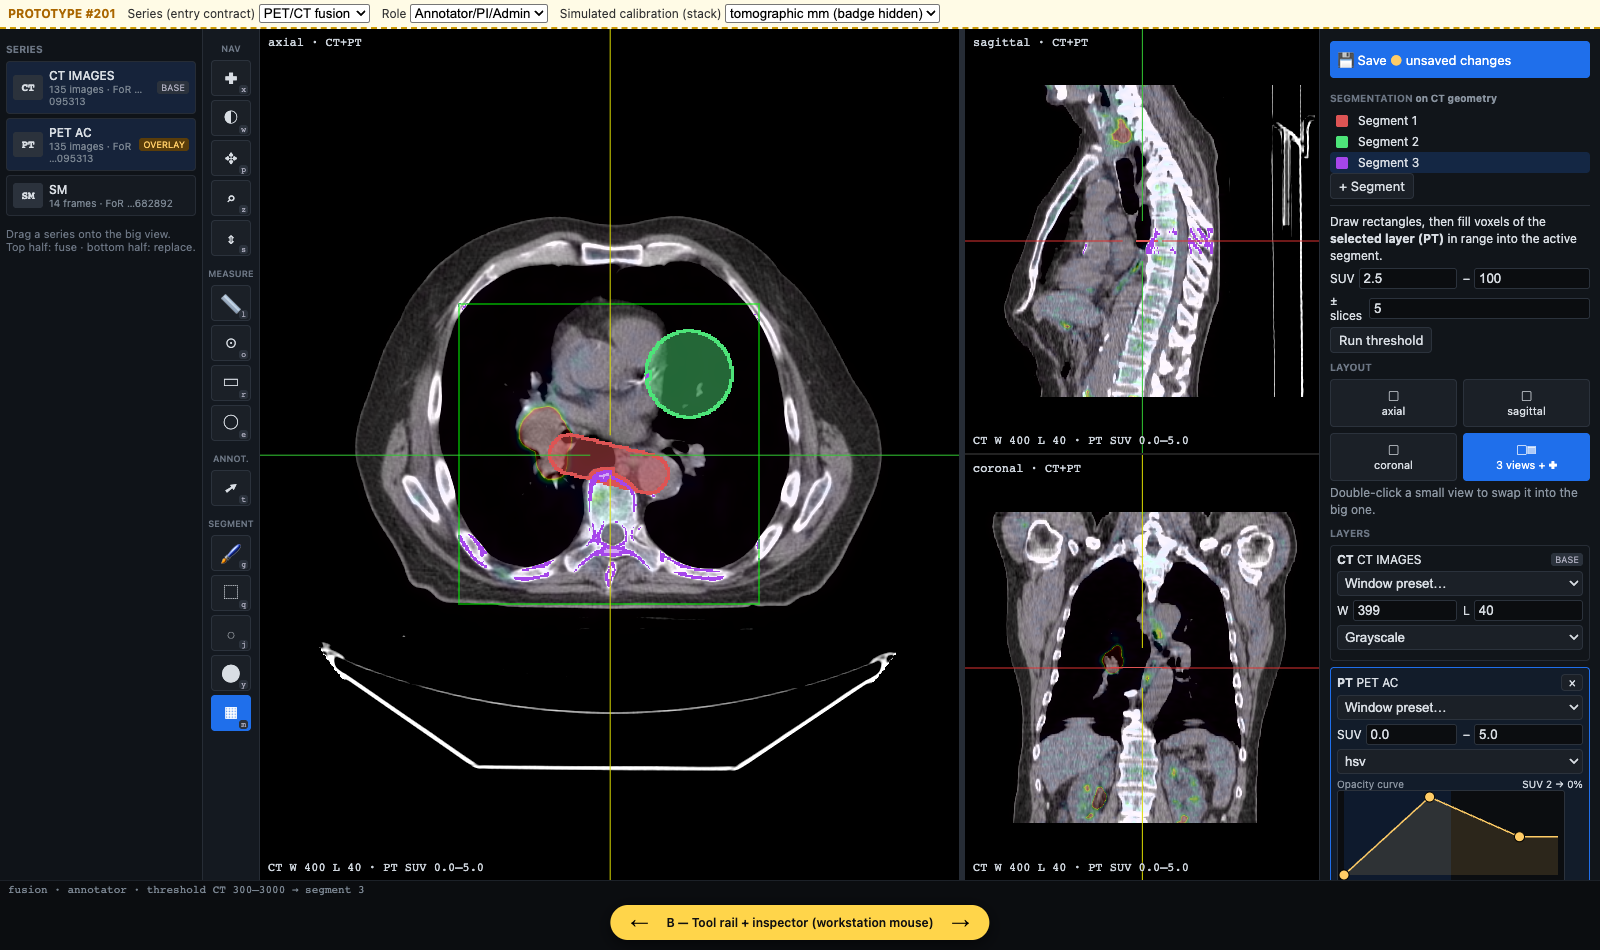 PROTOTYPE #201 Series (entry contract) PET/CT fusion Role Annotator/PI/Admin Simulated calibration (stack) tomographic mm (badge hidden)
SERIES
CT CT IMAGES
135 images · FoR ...
095313
BASE
PT PET AC
135 images · FoR
...095313
OVERLAY
SM SM
14 frames · FoR ...682892
Drag a series onto the big view.
Top half: fuse · bottom half: replace.
NAV
x
w
p
z
s
MEASURE
l
o
r
e
ANNOT.
t
SEGMENT
g
q
j
y
m
axial · CT+PT
CT W 400 L 40 · PT SUV 0.0–5.0
sagittal · CT+PT
CT W 400 L 40 · PT SUV 0.0–5.0
coronal · CT+PT
CT W 400 L 40 · PT SUV 0.0–5.0
Save unsaved changes
SEGMENTATION on CT geometry
Segment 1
Segment 2
Segment 3
+ Segment
Draw rectangles, then fill voxels of the
selected layer (PT) in range into the active
segment.
SUV 2.5 – 100
±
slices 5
Run threshold
LAYOUT
axial
sagittal
coronal
3 views +
Double-click a small view to swap it into the
big one.
LAYERS
CT CT IMAGES BASE
Window preset...
W 399 L 40
Grayscale
PT PET AC ×
Window preset...
SUV 0.0 – 5.0
hsv
Opacity curve SUV 2 → 0%
fusion · annotator · threshold CT 300–3000 → segment 3
← B — Tool rail + inspector (workstation mouse) →